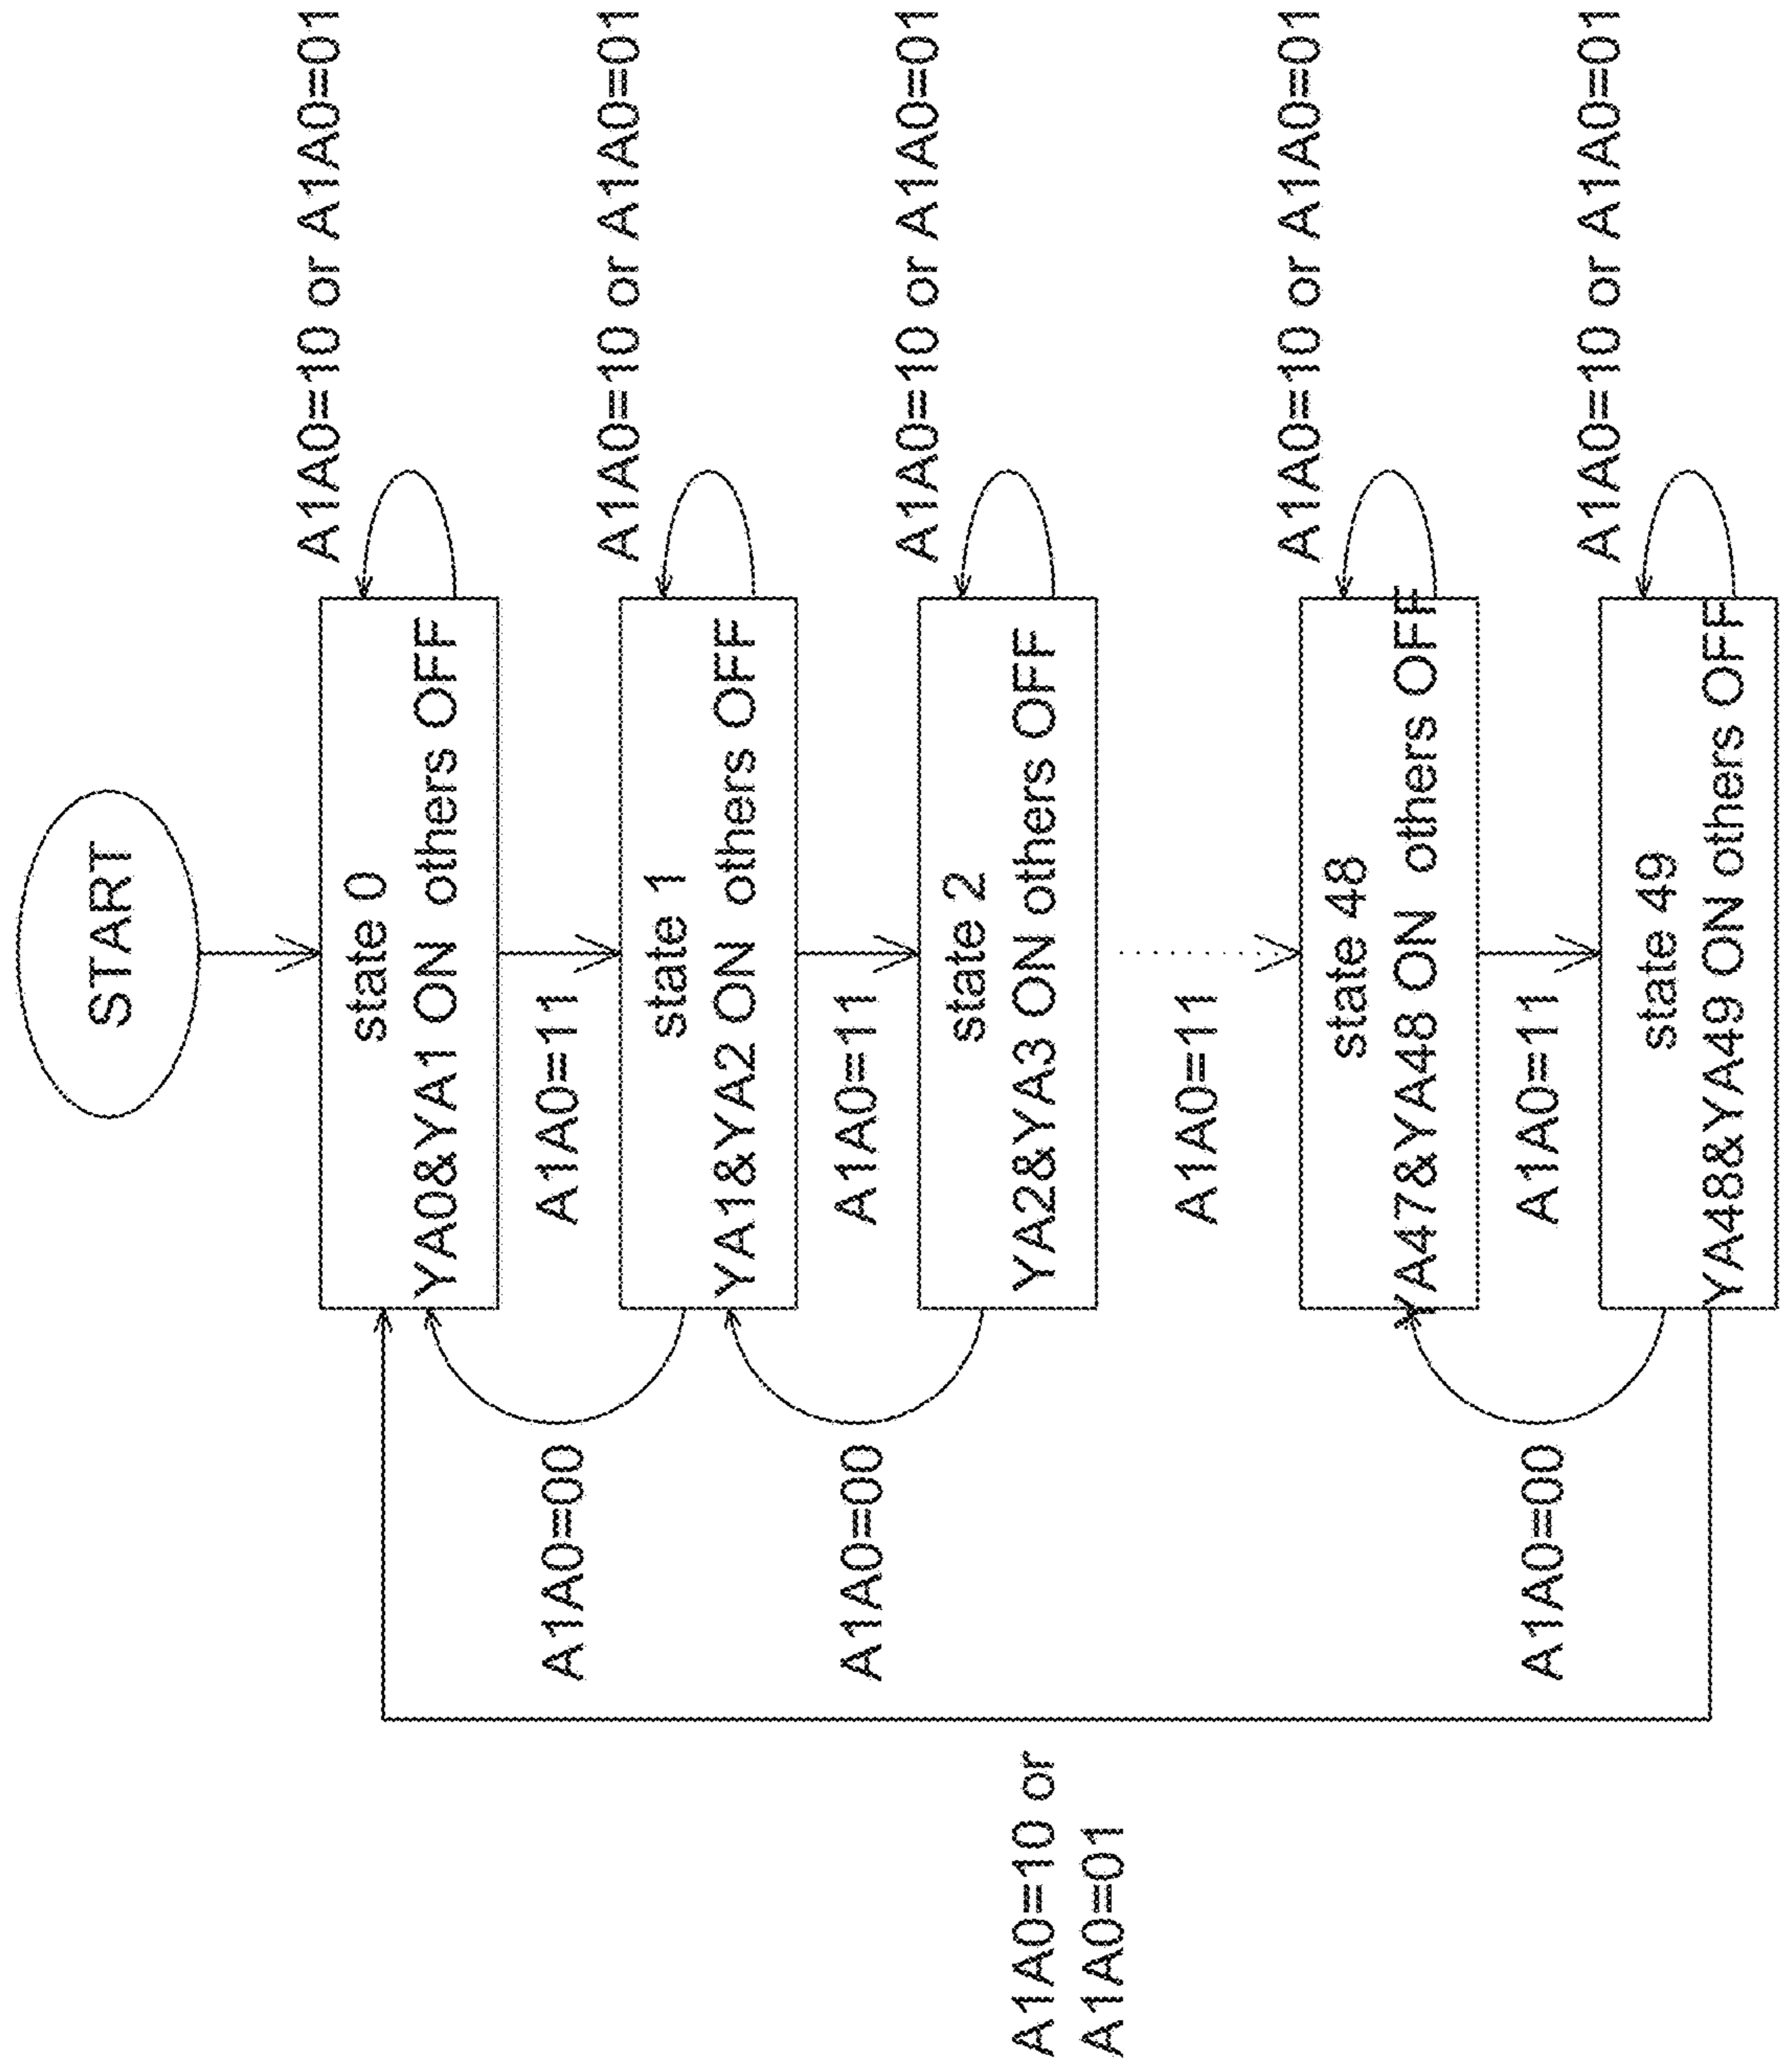 START
state 0
YA0&YA1 ON others OFF
A1A0=10 or A1A0=01
A1A0=11
A1A0=00
state 1
YA1&YA2 ON others OFF
A1A0=10 or A1A0=01
A1A0=11
A1A0=00
state 2
YA2&YA3 ON others OFF
A1A0=10 or A1A0=01
A1A0=11
state 48
YA47&YA48 ON others OFF
A1A0=10 or A1A0=01
A1A0=11
A1A0=00
state 49
YA48&YA49 ON others OFF
A1A0=10 or A1A0=01
A1A0=10 or
A1A0=01